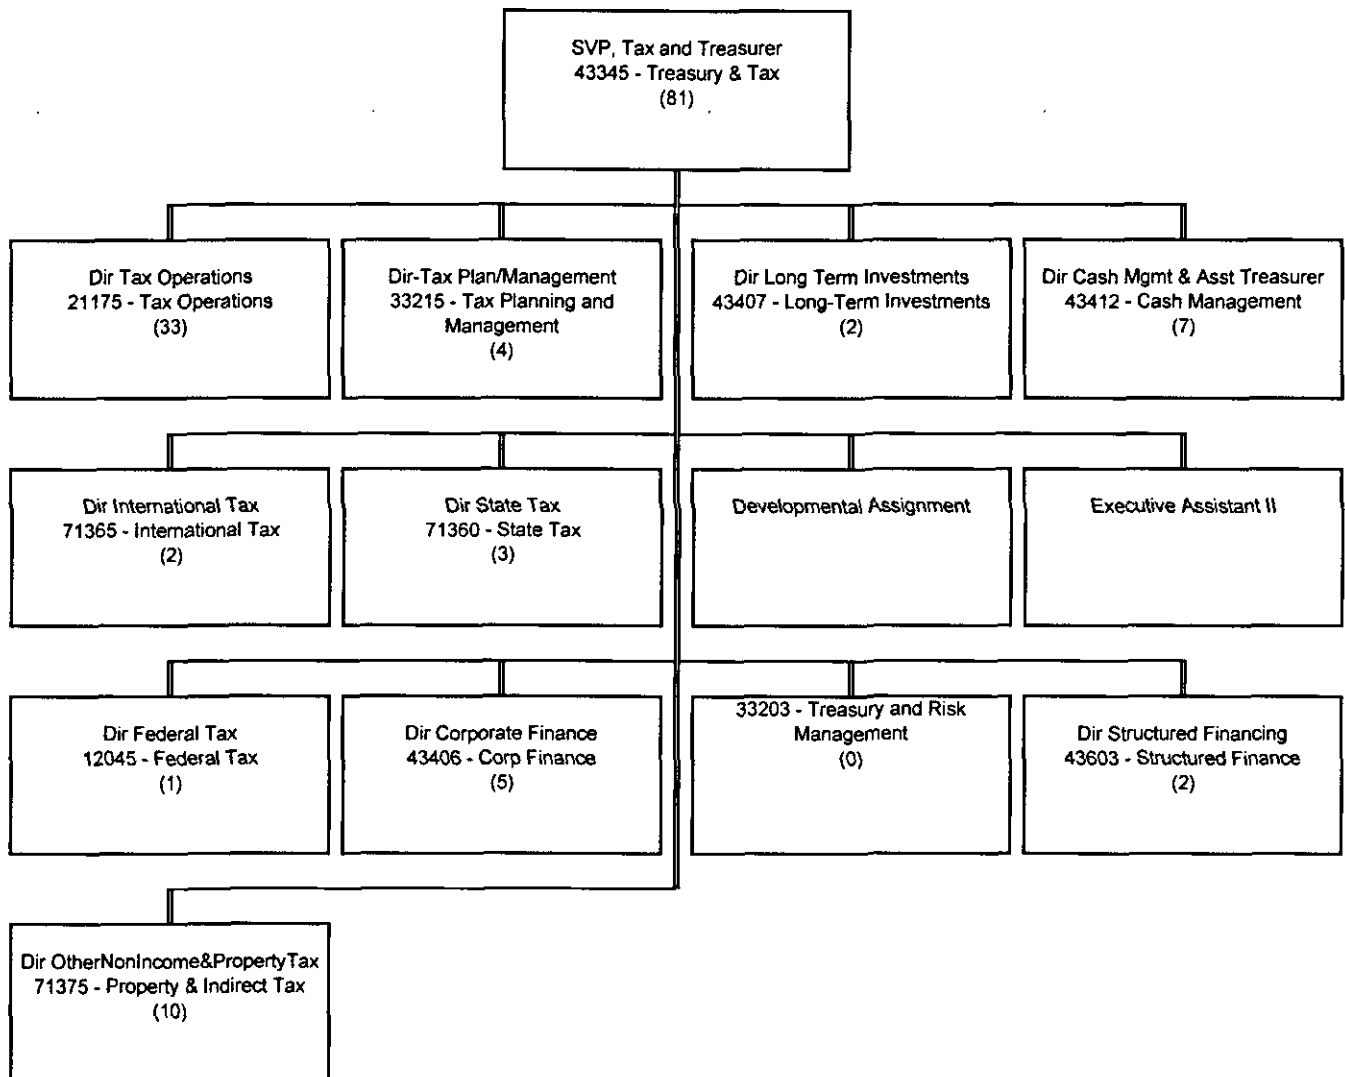 SVP, Tax and Treasurer
43345 - Treasury & Tax
(81)
Dir Tax Operations
21175 - Tax Operations
(33)
Dir-Tax Plan/Management
33215 - Tax Planning and
Management
(4)
Dir Long Term Investments
43407 - Long-Term Investments
(2)
Dir Cash Mgmt & Asst Treasurer
43412 - Cash Management
(7)
Dir International Tax
71365 - International Tax
(2)
Dir State Tax
71360 - State Tax
(3)
Developmental Assignment
Executive Assistant II
Dir Federal Tax
12045 - Federal Tax
(1)
Dir Corporate Finance
43406 - Corp Finance
(5)
33203 - Treasury and Risk
Management
(0)
Dir Structured Financing
43603 - Structured Finance
(2)
Dir OtherNonIncome&PropertyTax
71375 - Property & Indirect Tax
(10)